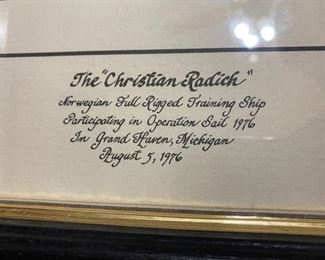 The "Christian Radich"
Norwegian Full Rigged Training Ship
Participating in Operation Sail 1976
In Grand Haven, Michigan
August 5, 1976